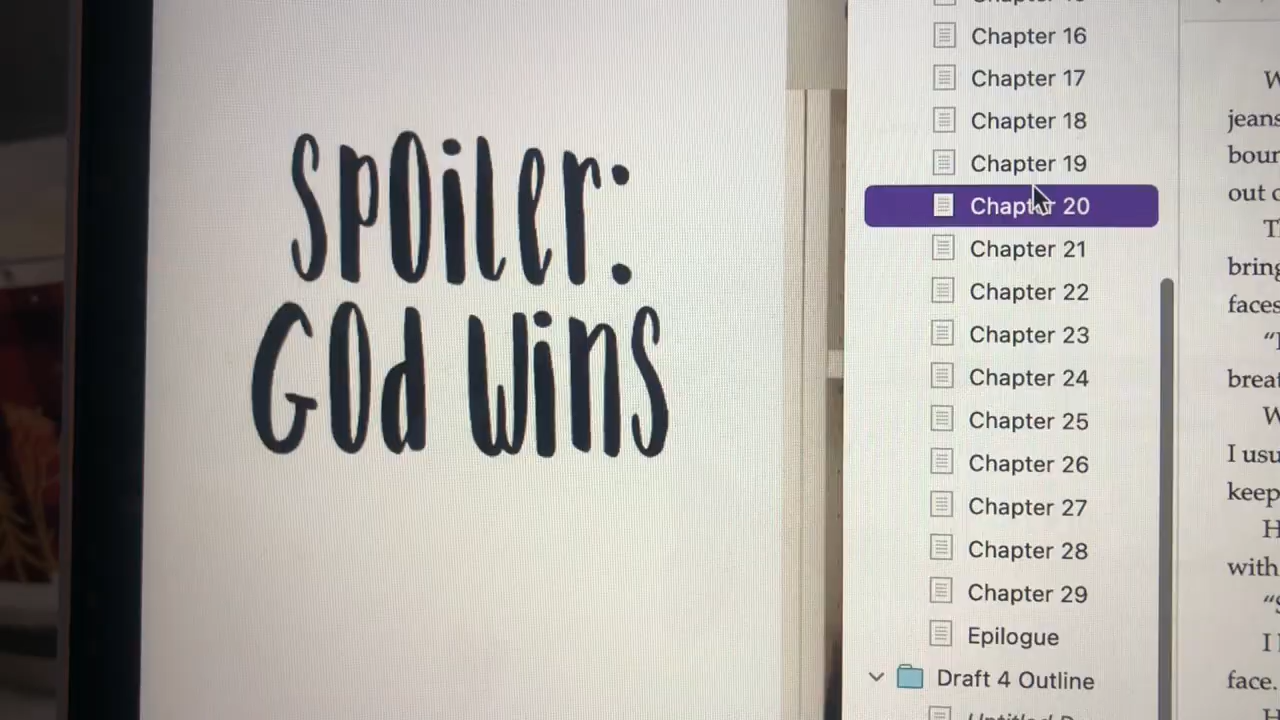 Spoiler:
God wins
Chapter 16
Chapter 17
Chapter 18
Chapter 19
Chapter 20
Chapter 21
Chapter 22
Chapter 23
Chapter 24
Chapter 25
Chapter 26
Chapter 27
Chapter 28
Chapter 29
Epilogue
Draft 4 Outline
jeans
out o
bring
faces
W
I usu
keep
H
with
I
face.